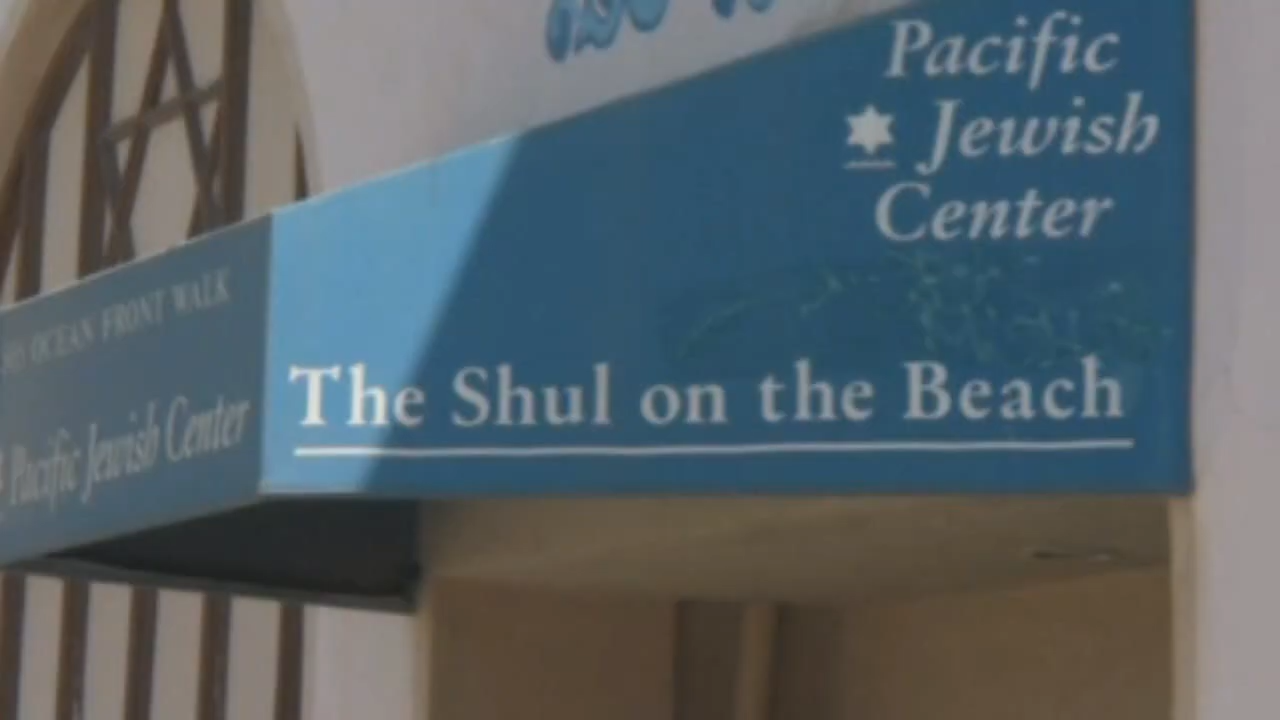 Pacific
Jewish
Center
The Shul on the Beach
OCEAN FRONT WALK
Pacific Jewish Center